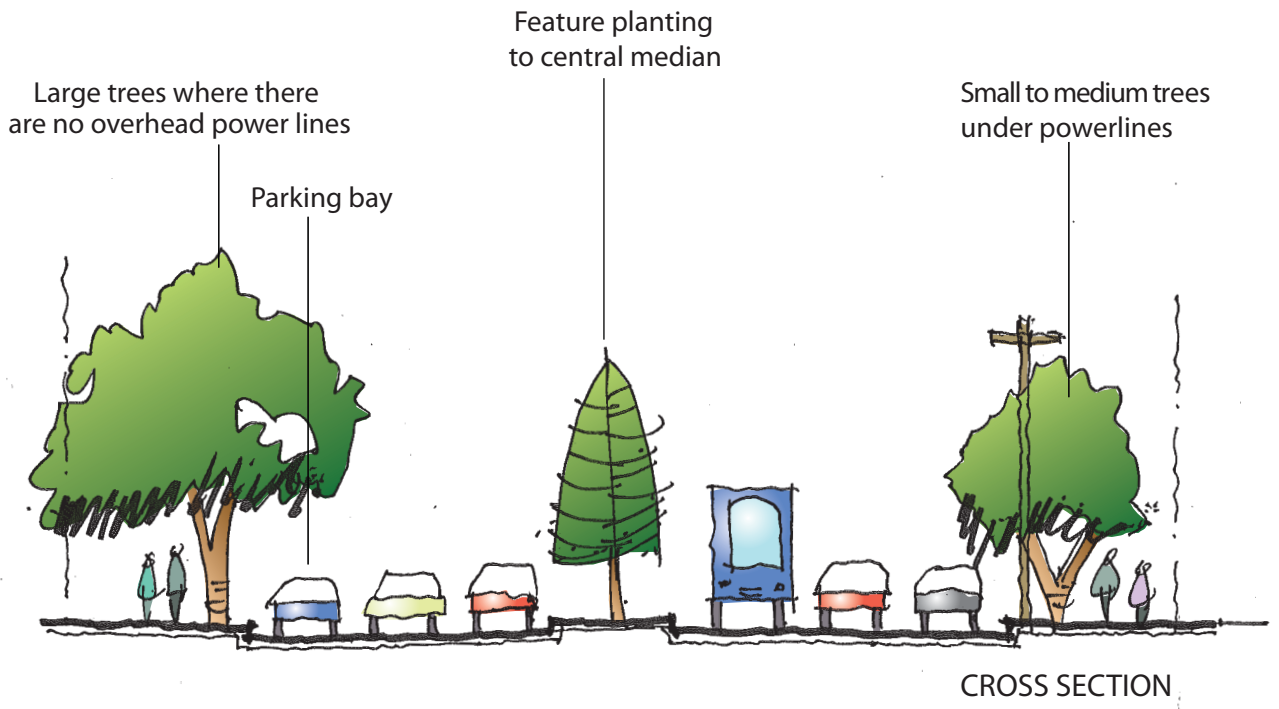 Feature planting
to central median
Large trees where there
are no overhead power lines
Small to medium trees
under powerlines
Parking bay
CROSS SECTION